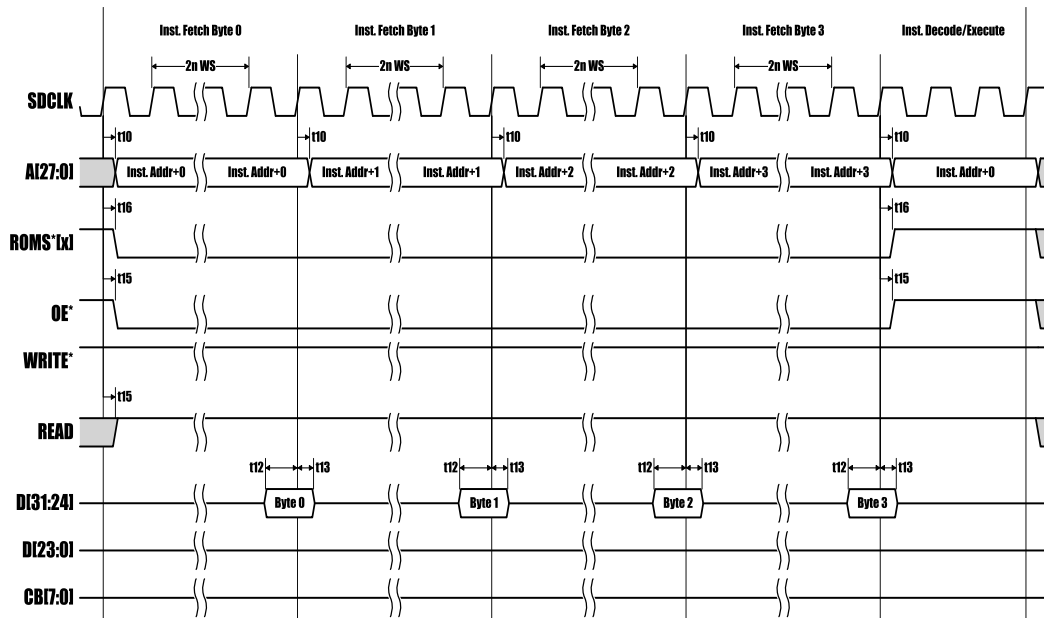 Inst. Fetch Byte 0 Inst. Fetch Byte 1 Inst. Fetch Byte 2 Inst. Fetch Byte 3 Inst. Decode/Execute
2n WS 2n WS 2n WS 2n WS
SDCLK
t10 t10 t10 t10 t10
A[27:0] Inst. Addr+0 Inst. Addr+0 Inst. Addr+1 Inst. Addr+1 Inst. Addr+2 Inst. Addr+2 Inst. Addr+3 Inst. Addr+3 Inst. Addr+0
t16 t16
ROMS*[x]
t15 t15
OE*
WRITE*
t15
READ
t12 t13 t12 t13 t12 t13 t12 t13
D[31:24] Byte 0 Byte 1 Byte 2 Byte 3
D[23:0]
CB[7:0]